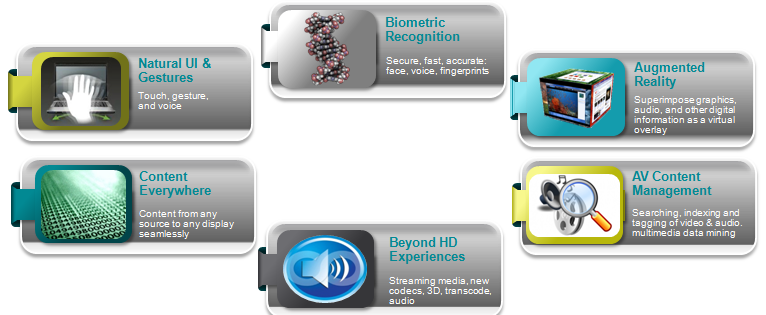 Biometric
Recognition
Secure, fast, accurate:
face, voice, fingerprints
Natural UI &
Gestures
Touch, gesture,
and voice
Augmented
Reality
Superimpose graphics,
audio, and other digital
information as a virtual
overlay
Content
Everywhere
Content from any
source to any display
seamlessly
AV Content
Management
Searching, indexing and
tagging of video & audio.
multimedia data mining
Beyond HD
Experiences
Streaming media, new
codecs, 3D, transcode,
audio